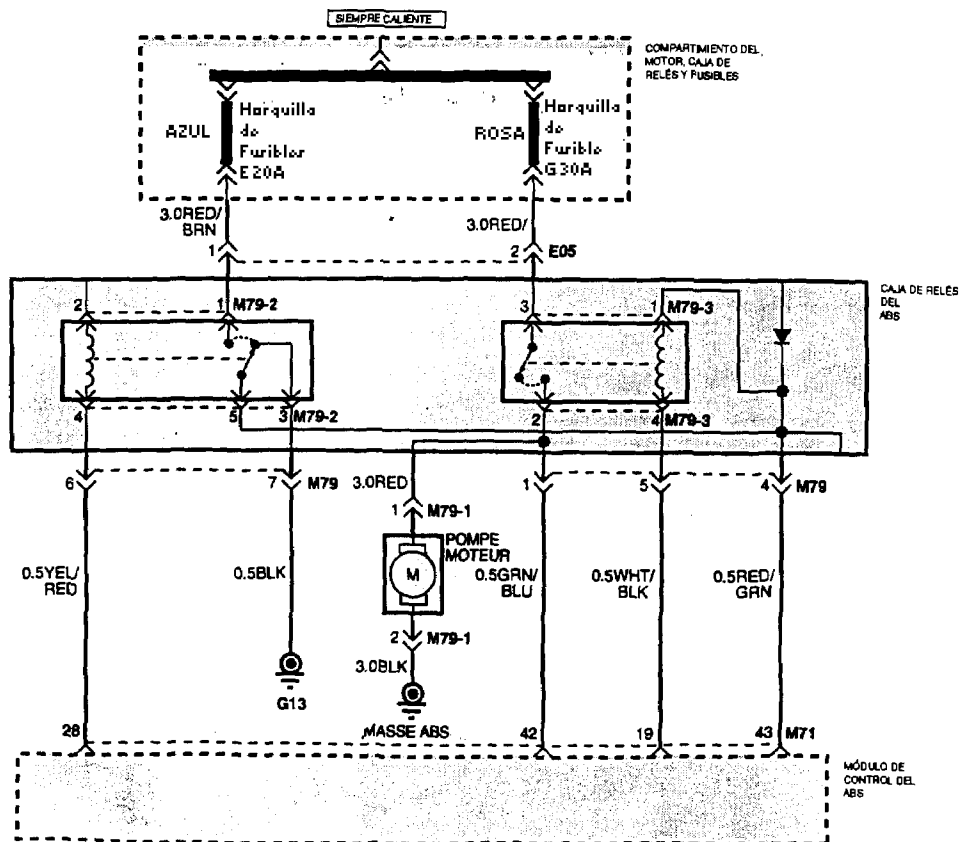 SIEMPRE CALIENTE
COMPARTIMIENTO DEL
MOTOR, CAJA DE
RELÉS Y FUSIBLES
AZUL
Horquilla
de
Furibler
E20A
ROSA
Horquilla
de
Furible
G30A
3.0RED/
BRN
3.0RED/
1
2
E05
CAJA DE RELÉS
DEL
ABS
2
1
M79-2
3
1
M79-3
4
5
3
M79-2
2
4
M79-3
6
7
M79
3.0RED
1
5
4
M79
1
M79-1
POMPE
MOTEUR
M
0.5YEL/
RED
0.5BLK
0.5GRN/
BLU
0.5WHT/
BLK
0.5RED/
GRN
2
M79-1
3.0BLK
G13
MASSE ABS
28
42
19
43
M71
MÓDULO DE
CONTROL DEL
ABS